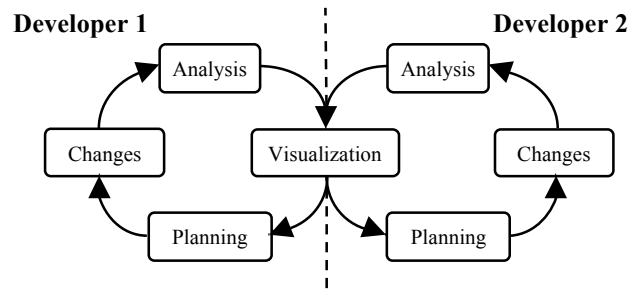 Developer 1
Developer 2
Analysis
Analysis
Changes
Visualization
Changes
Planning
Planning